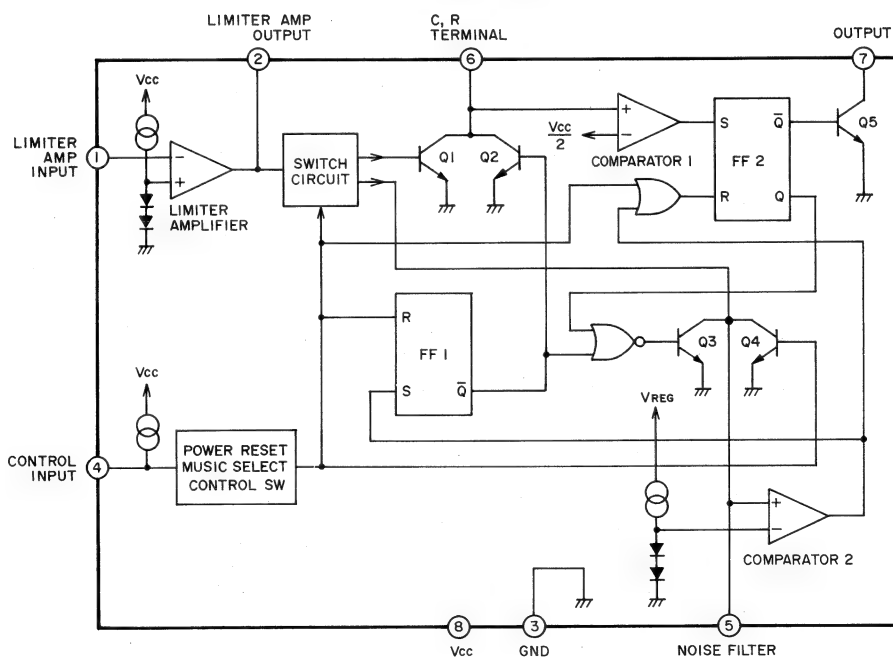 LIMITER AMP
OUTPUT
2
C, R
TERMINAL
6
OUTPUT
7
Vcc
LIMITER
AMP
INPUT
1
−
+
LIMITER
AMPLIFIER
SWITCH
CIRCUIT
Q1
Q2
+
−
Vcc
2
COMPARATOR 1
S
Q̅
FF 2
R
Q
Q5
R
FF 1
S
Q̅
Q3
Q4
Vcc
CONTROL
INPUT
4
POWER RESET
MUSIC SELECT
CONTROL SW
VREG
+
−
COMPARATOR 2
8
Vcc
3
GND
5
NOISE FILTER